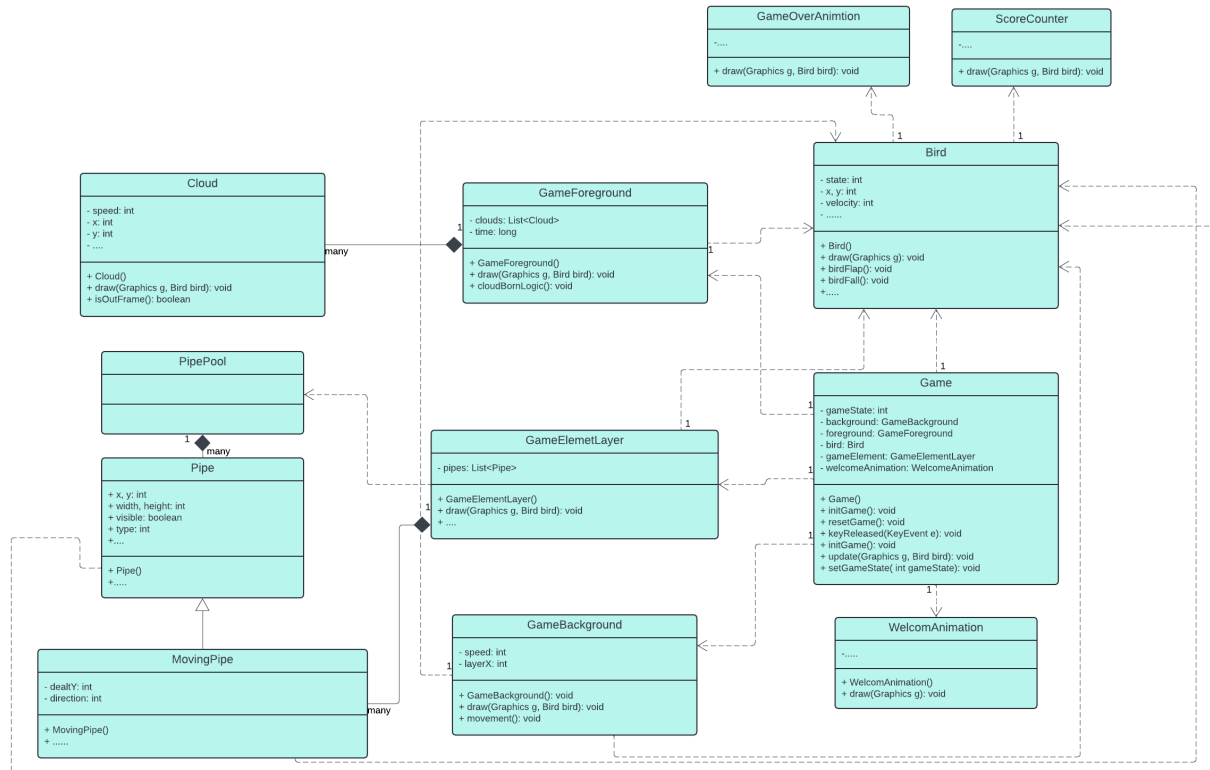 GameOverAnimtion
-....
+ draw(Graphics g, Bird bird): void
ScoreCounter
-....
+ draw(Graphics g, Bird bird): void
1
1
Bird
- state: int
- x, y: int
- velocity: int
- ......
+ Bird()
+ draw(Graphics g): void
+ birdFlap(): void
+ birdFall(): void
+.....
Cloud
- speed: int
- x: int
- y: int
- ....
+ Cloud()
+ draw(Graphics g, Bird bird): void
+ isOutFrame(): boolean
many
1
GameForeground
- clouds: List<Cloud>
- time: long
+ GameForeground()
+ draw(Graphics g, Bird bird): void
+ cloudBornLogic(): void
1
PipePool
1
many
Pipe
+ x, y: int
+ width, height: int
+ visible: boolean
+ type: int
+....
+ Pipe()
+.....
GameElemetLayer
- pipes: List<Pipe>
+ GameElementLayer()
+ draw(Graphics g, Bird bird): void
+ ....
1
1
Game
- gameState: int
- background: GameBackground
- foreground: GameForeground
- bird: Bird
- gameElement: GameElementLayer
- welcomeAnimation: WelcomeAnimation
+ Game()
+ initGame(): void
+ resetGame(): void
+ keyReleased(KeyEvent e): void
+ initGame(): void
+ update(Graphics g, Bird bird): void
+ setGameState( int gameState): void
1
1
1
1
1
MovingPipe
- dealtY: int
- direction: int
+ MovingPipe()
+ ......
many
GameBackground
- speed: int
- layerX: int
+ GameBackground(): void
+ draw(Graphics g, Bird bird): void
+ movement(): void
1
WelcomAnimation
-.....
+ WelcomAnimation()
+ draw(Graphics g): void